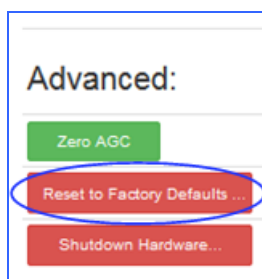 Advanced:
Zero AGC
Reset to Factory Defaults ...
Shutdown Hardware...